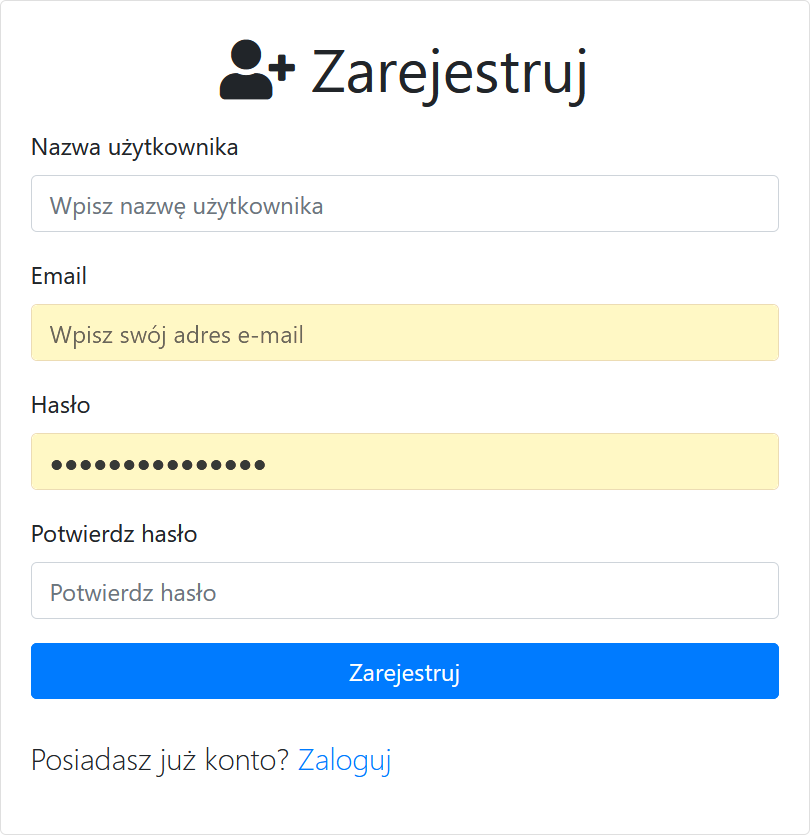 Zarejestruj
Nazwa użytkownika
Wpisz nazwę użytkownika
Email
Wpisz swój adres e-mail
Hasło
•••••••••••••••
Potwierdz hasło
Potwierdz hasło
Zarejestruj
Posiadasz już konto? Zaloguj